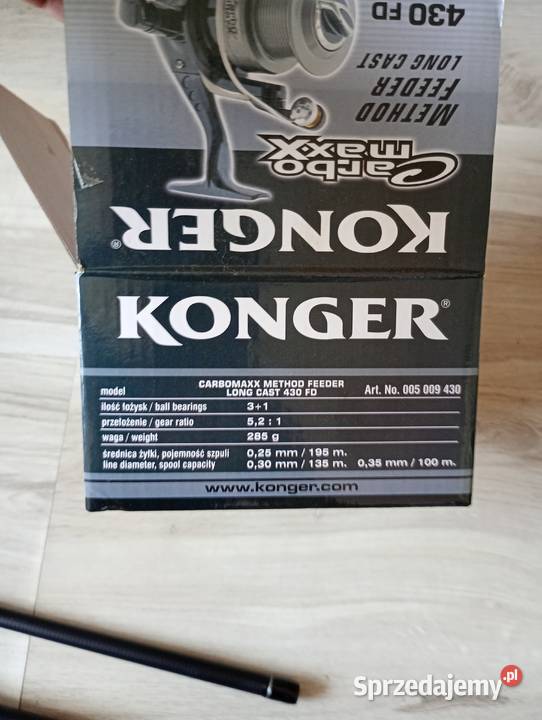 430 FD
LONG CAST
FEEDER
METHOD
Carbo
maxX
KONGER®
KONGER®
model CARBOMAXX METHOD FEEDER LONG CAST 430 FD Art. No. 005 009 430
ilość łożysk / ball bearings 3+1
przełożenie / gear ratio 5,2 : 1
waga / weight 285 g
średnica żyłki, pojemność szpuli 0,25 mm / 195 m.
line diameter, spool capacity 0,30 mm / 135 m. 0,35 mm / 100 m.
www.konger.com
Sprzedajemy.pl